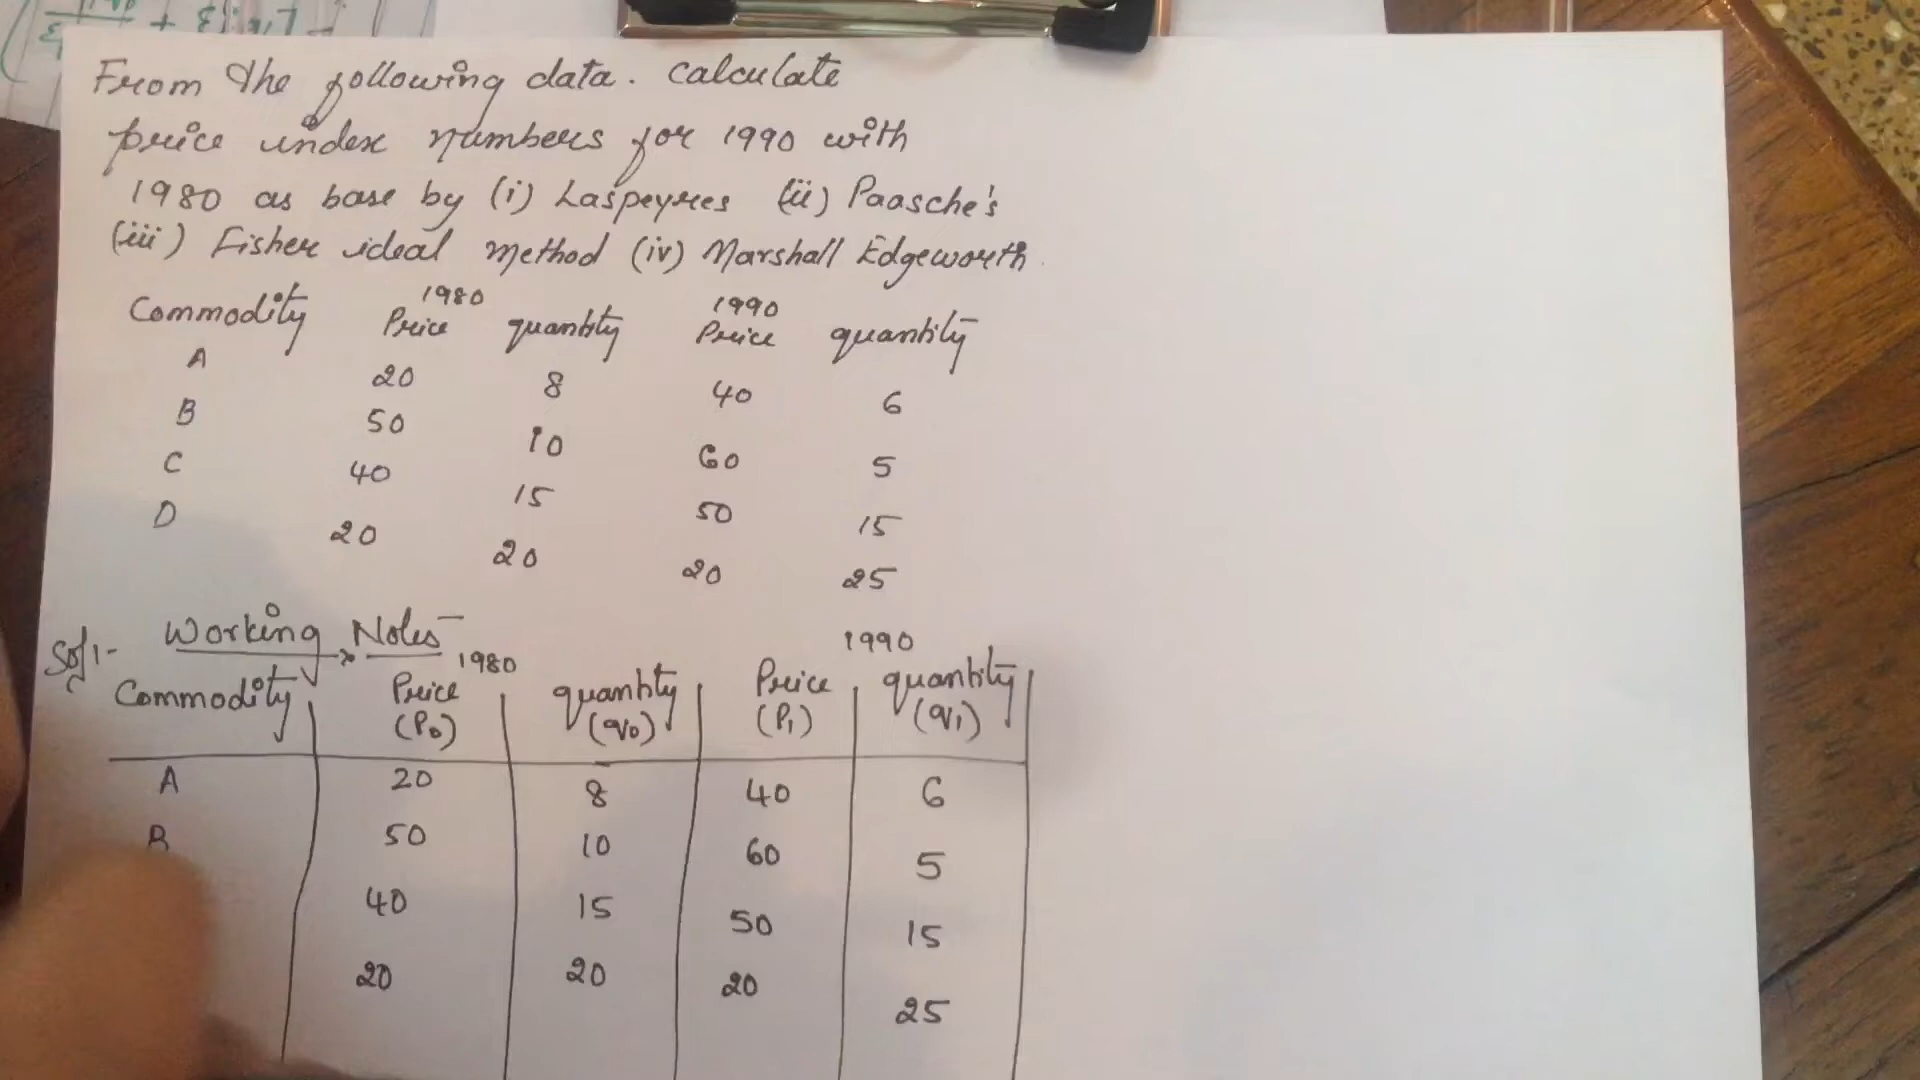 From the following data. Calculate
price index numbers for 1990 with
1980 as base by (i) Laspeyres (ii) Paasche's
(iii) Fisher ideal method (iv) Marshall Edgeworth.
1980 1990
Commodity Price quantity Price quantity
A 20 8 40 6
B 50 10 60 5
C 40 15 50 15
D 20 20 20 25
Sol:- Working Notes
1980 1990
Commodity Price (P0) quantity (q0) Price (P1) quantity (q1)
A 20 8 40 6
B 50 10 60 5
40 15 50 15
20 20 20 25